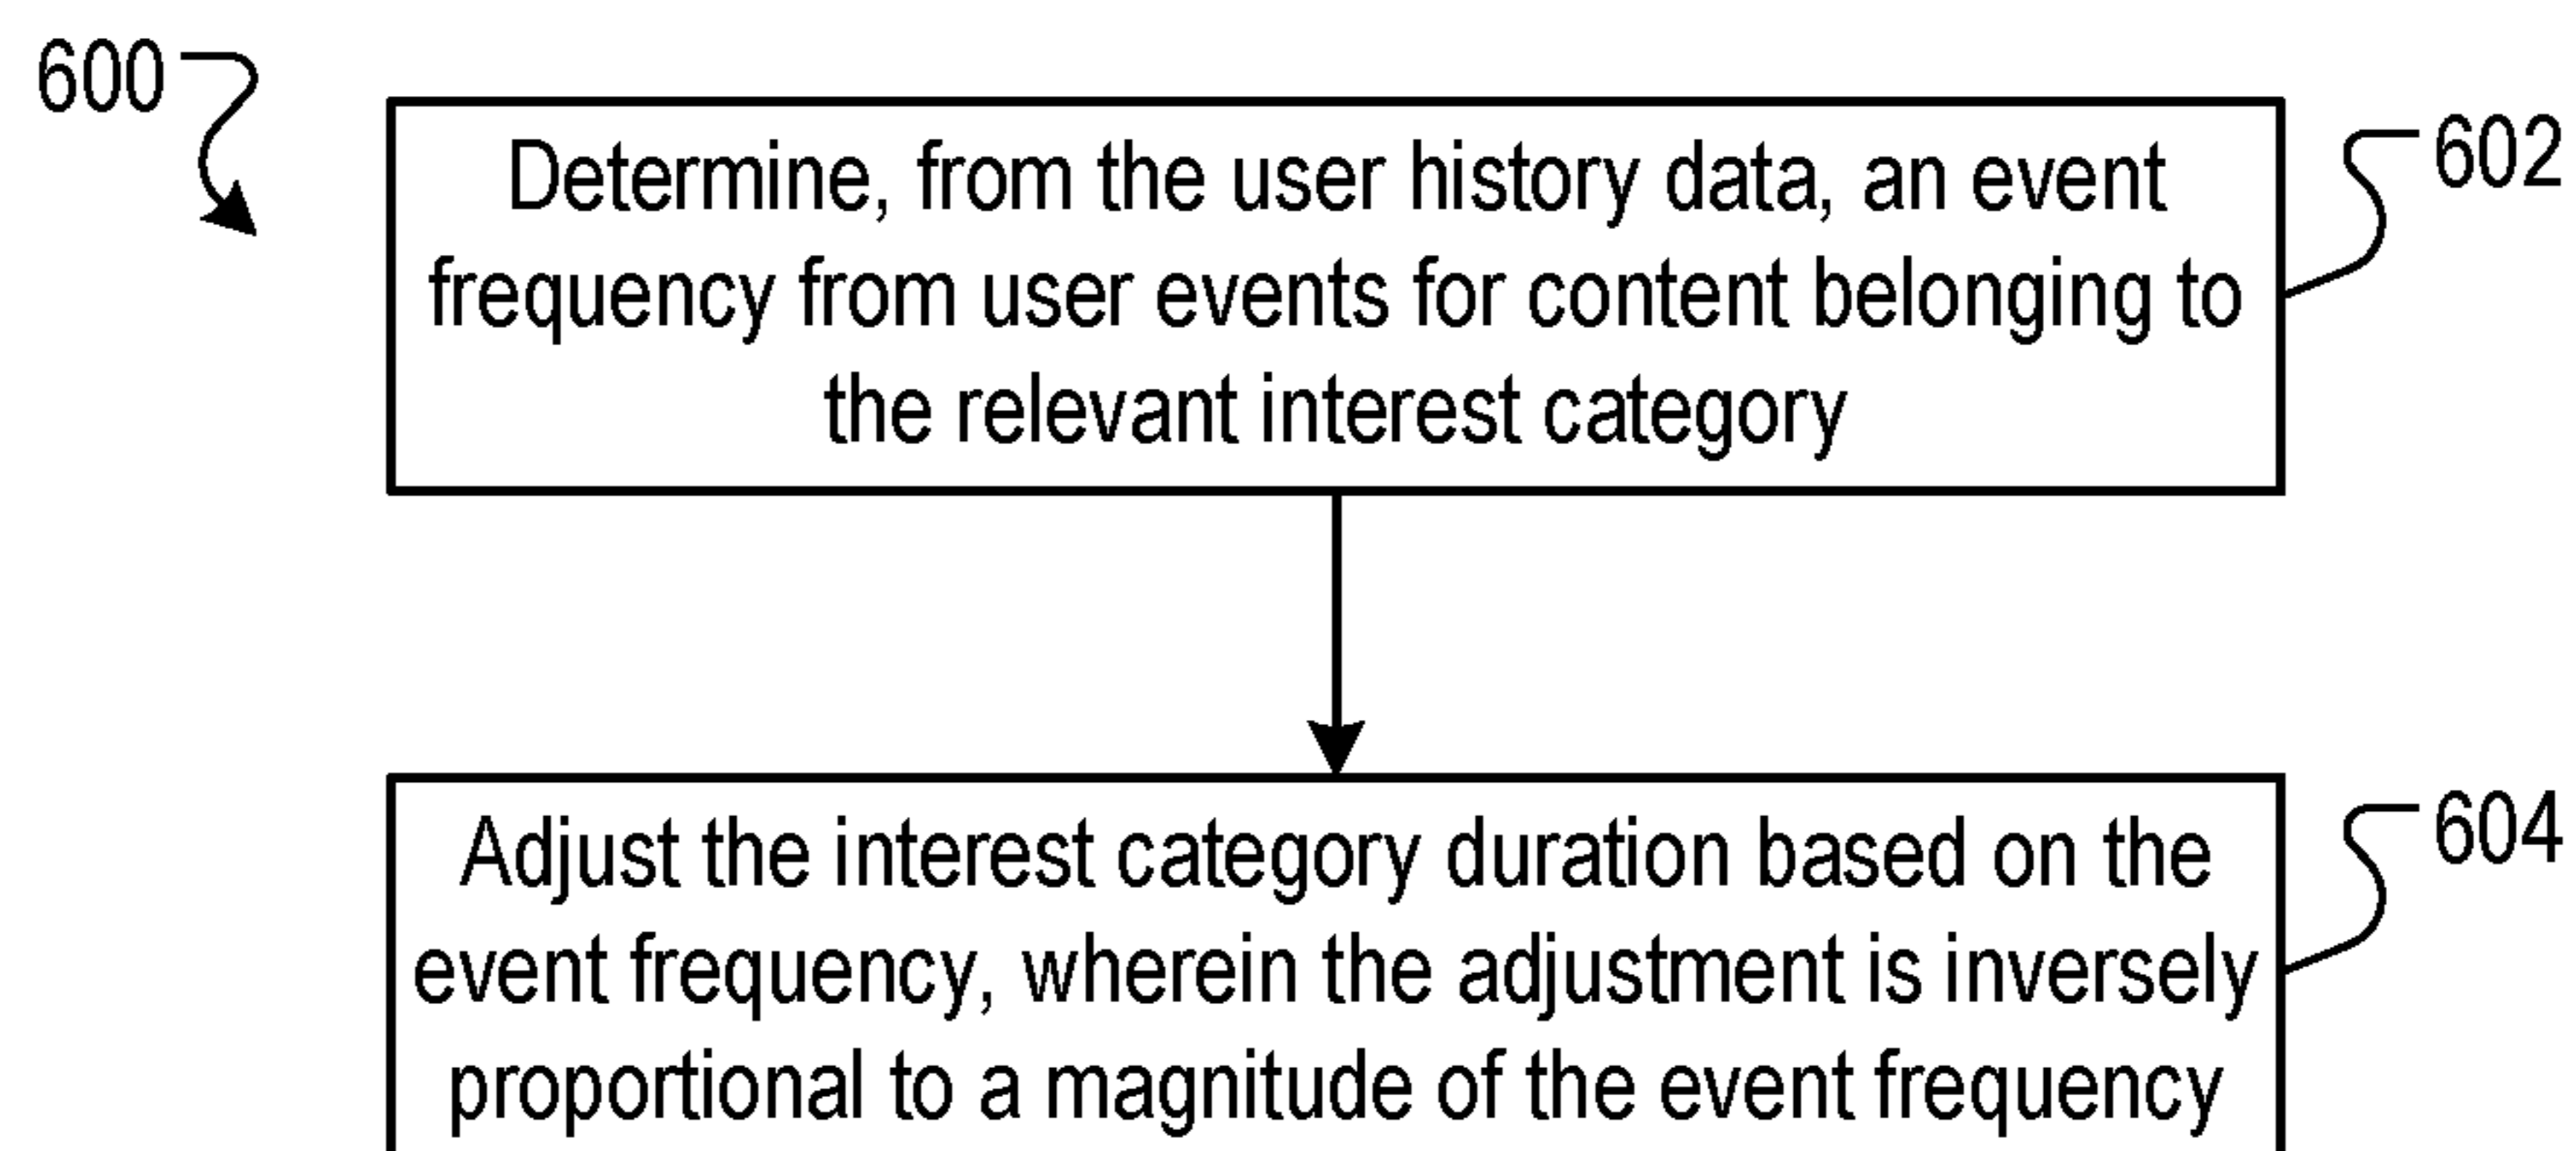 600
Determine, from the user history data, an event
frequency from user events for content belonging to
the relevant interest category
602
Adjust the interest category duration based on the
event frequency, wherein the adjustment is inversely
proportional to a magnitude of the event frequency
604